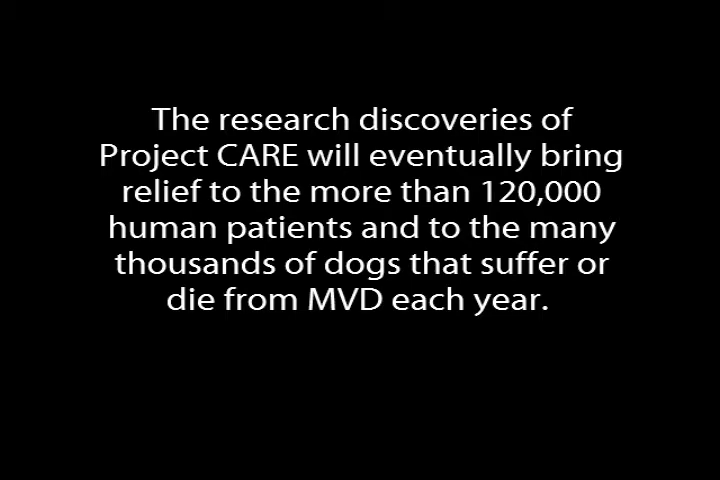 The research discoveries of
Project CARE will eventually bring
relief to the more than 120,000
human patients and to the many
thousands of dogs that suffer or
die from MVD each year.